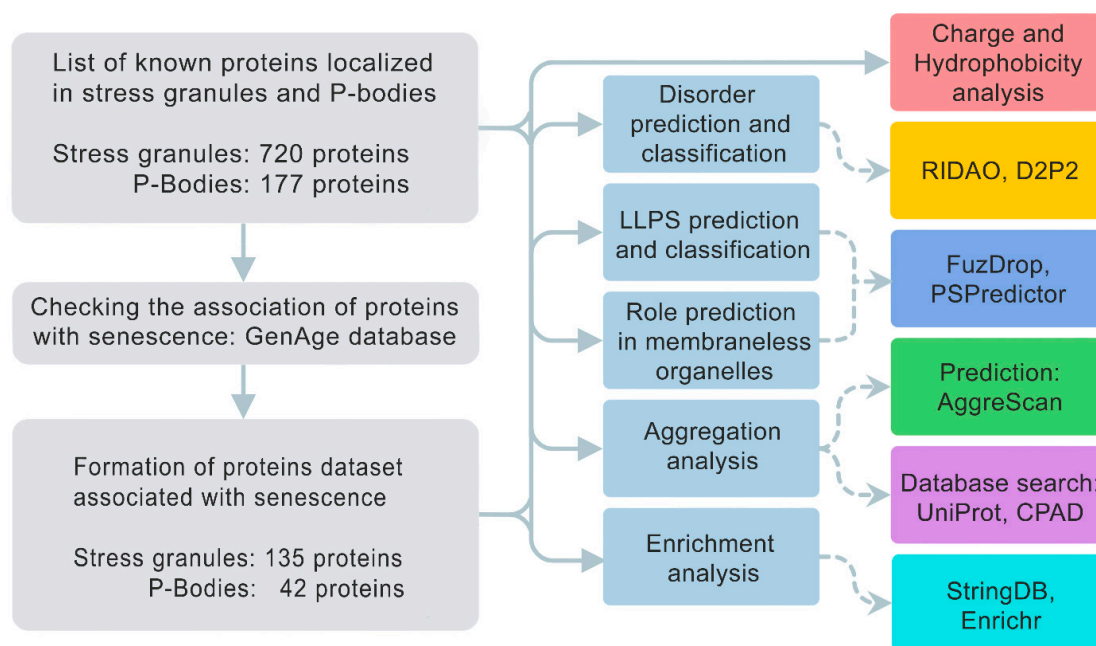 List of known proteins localized
in stress granules and P-bodies
Stress granules: 720 proteins
P-Bodies: 177 proteins
Checking the association of proteins
with senescence: GenAge database
Formation of proteins dataset
associated with senescence
Stress granules: 135 proteins
P-Bodies: 42 proteins
Disorder
prediction and
classification
LLPS prediction
and classification
Role prediction
in membraneless
organelles
Aggregation
analysis
Enrichment
analysis
Charge and
Hydrophobicity
analysis
RIDAO, D2P2
FuzDrop,
PSPredictor
Prediction:
AggreScan
Database search:
UniProt, CPAD
StringDB,
Enrichr